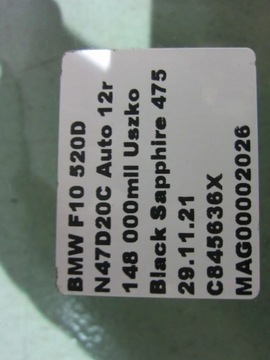 BMW F10 520D
N47D20C Auto 12r
148 000mil Uszko
Black Sapphire 475
29.11.21
C845636X
MAG00002026